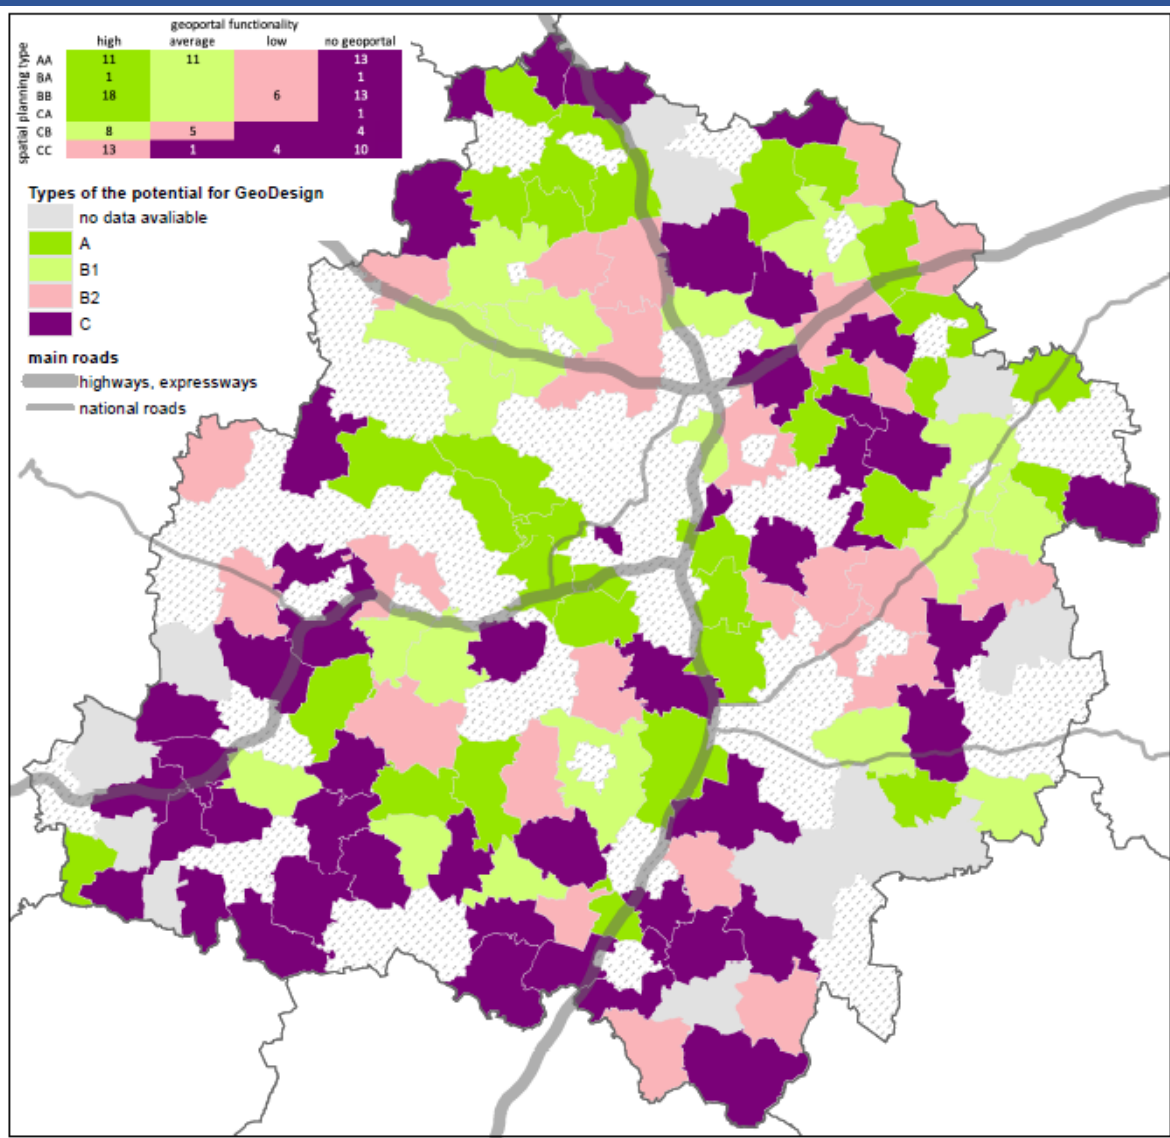 geoportal functionality
high average low no geoportal
spatial planning type
AA 11 11 13
BA 1 1
BB 18 6 13
CA 1
CB 8 5 4
CC 13 1 4 10
Types of the potential for GeoDesign
no data avaliable
A
B1
B2
C
main roads
highways, expressways
national roads